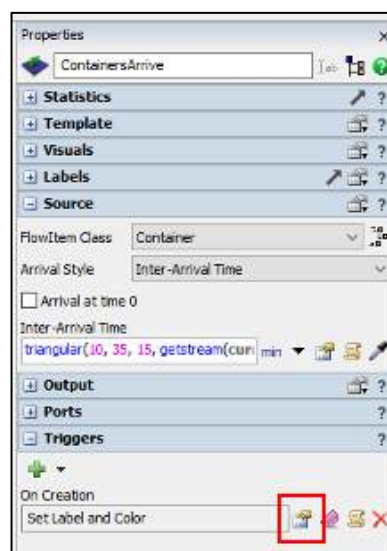 Properties
ContainersArrive
Statistics
Template
Visuals
Labels
Source
FlowItem Class Container
Arrival Style Inter-Arrival Time
Arrival at time 0
Inter-Arrival Time
triangular(10, 35, 15, getstream(curr min
Output
Ports
Triggers
On Creation
Set Label and Color